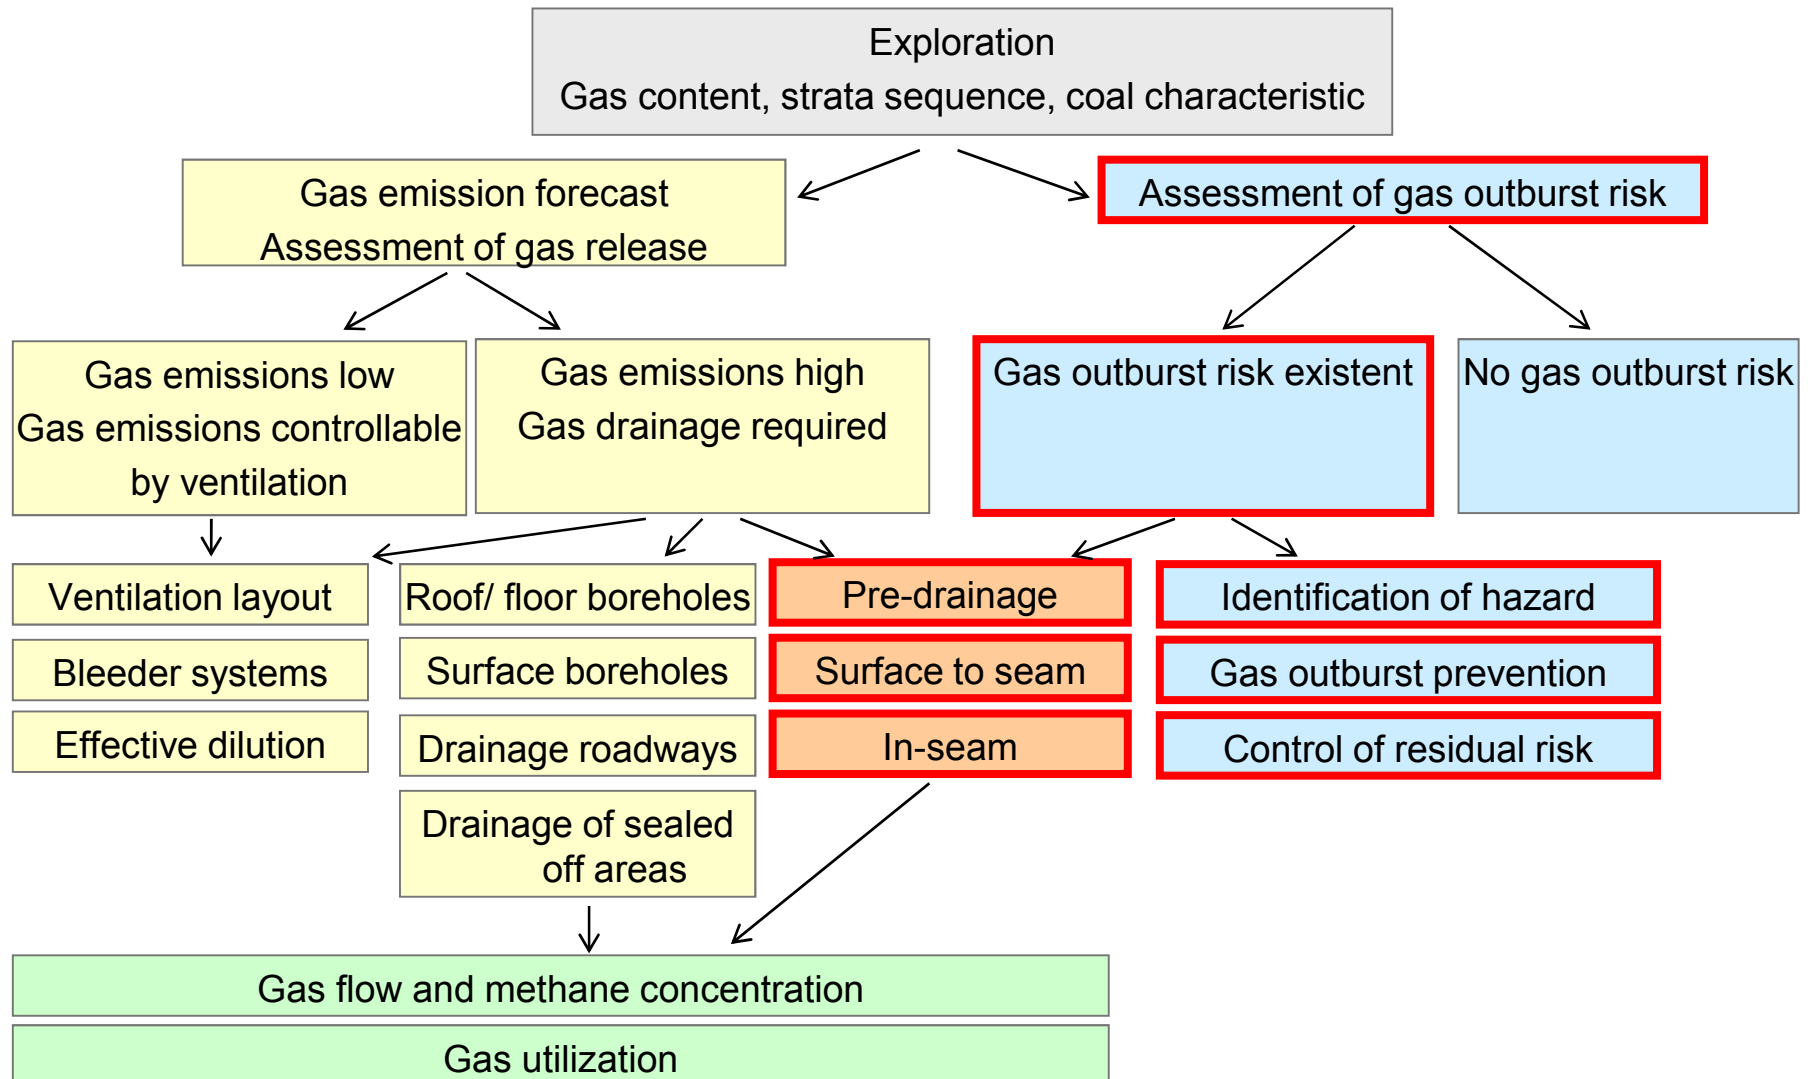 Exploration
Gas content, strata sequence, coal characteristic
Gas emission forecast
Assessment of gas release
Assessment of gas outburst risk
Gas emissions low
Gas emissions controllable
by ventilation
Gas emissions high
Gas drainage required
Gas outburst risk existent
No gas outburst risk
Ventilation layout
Bleeder systems
Effective dilution
Roof/ floor boreholes
Surface boreholes
Drainage roadways
Drainage of sealed
off areas
Pre-drainage
Surface to seam
In-seam
Identification of hazard
Gas outburst prevention
Control of residual risk
Gas flow and methane concentration
Gas utilization